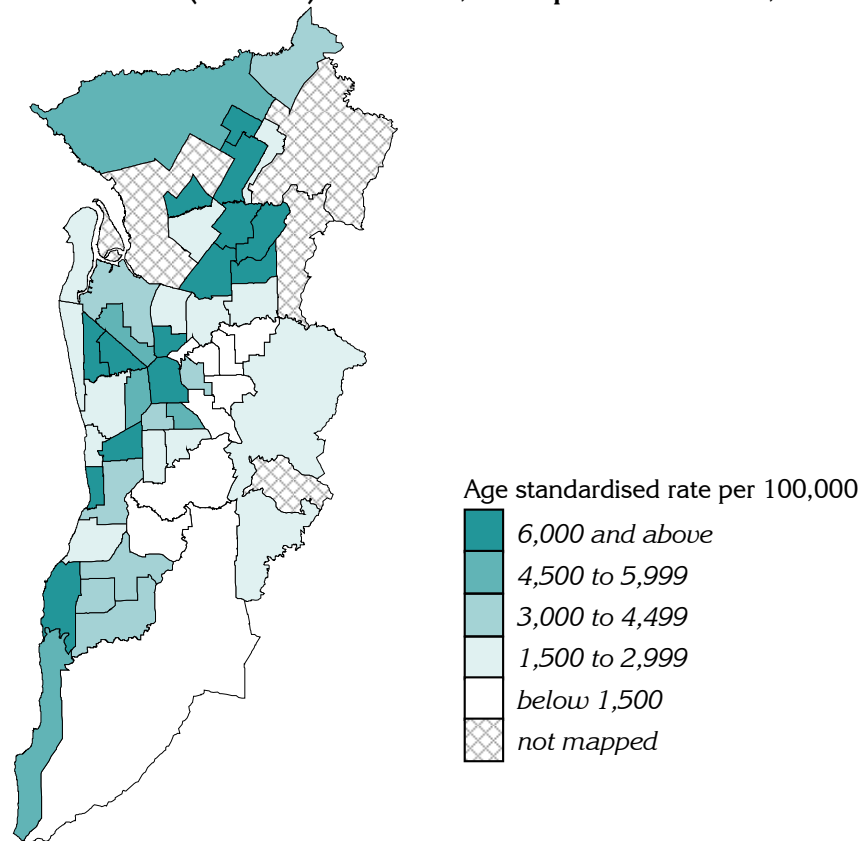 Age standardised rate per 100,000
6,000 and above
4,500 to 5,999
3,000 to 4,499
1,500 to 2,999
below 1,500
not mapped